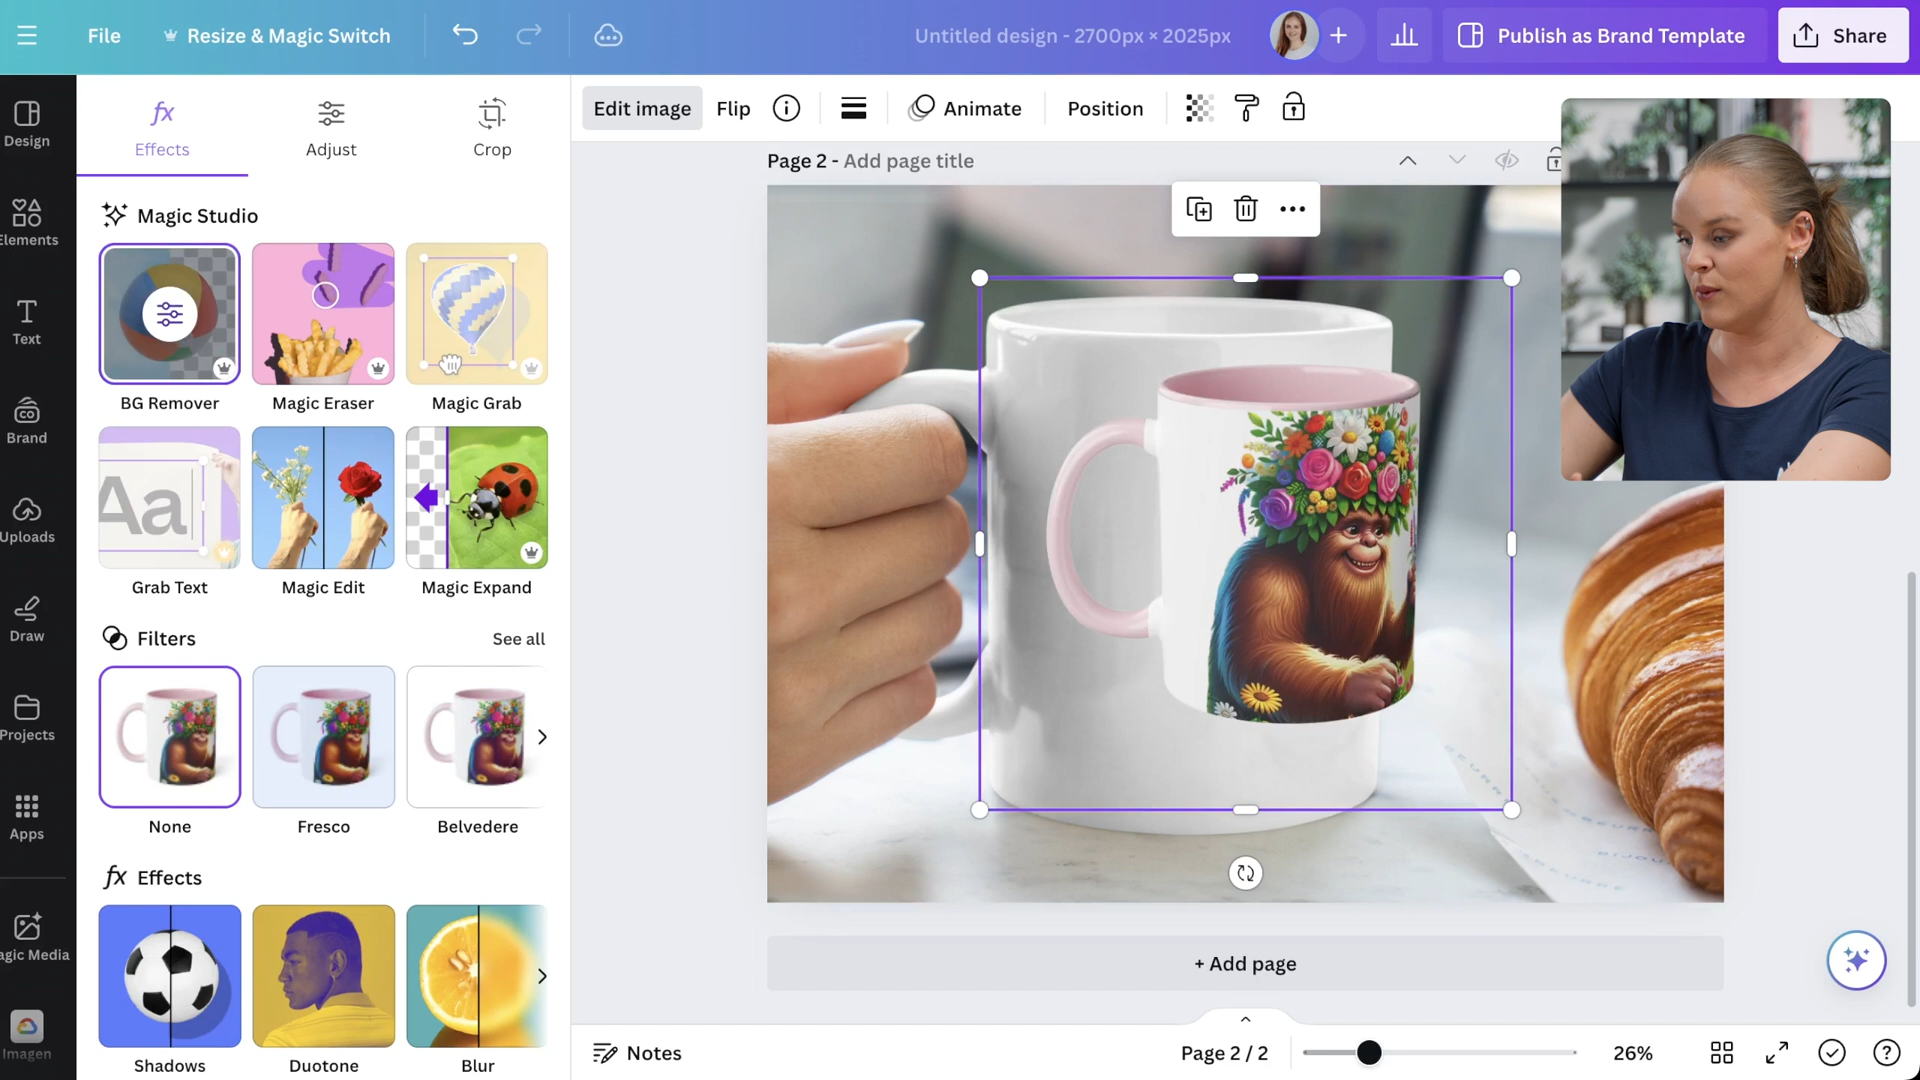 File
Resize & Magic Switch
Untitled design - 2700px × 2025px
Publish as Brand Template
Share
Design
Elements
Text
Brand
Uploads
Draw
Projects
Apps
agic Media
Imagen
fx
Effects
Adjust
Crop
Magic Studio
BG Remover
Magic Eraser
Magic Grab
Aa
Grab Text
Magic Edit
Magic Expand
Filters
See all
None
Fresco
Belvedere
fx Effects
Shadows
Duotone
Blur
Edit image
Flip
Animate
Position
Page 2 - Add page title
+ Add page
Notes
Page 2 / 2
26%